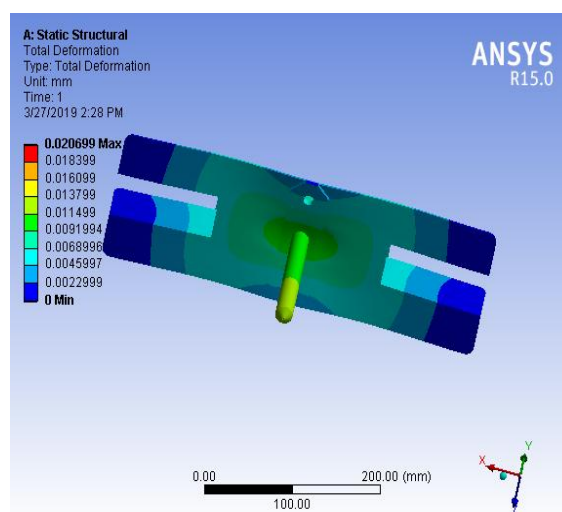 A: Static Structural
Total Deformation
Type: Total Deformation
Unit: mm
Time: 1
3/27/2019 2:28 PM
ANSYS
R15.0
0.020699 Max
0.018399
0.016099
0.013799
0.011499
0.0091994
0.0068996
0.0045997
0.0022999
0 Min
0.00
200.00 (mm)
100.00
X
Y